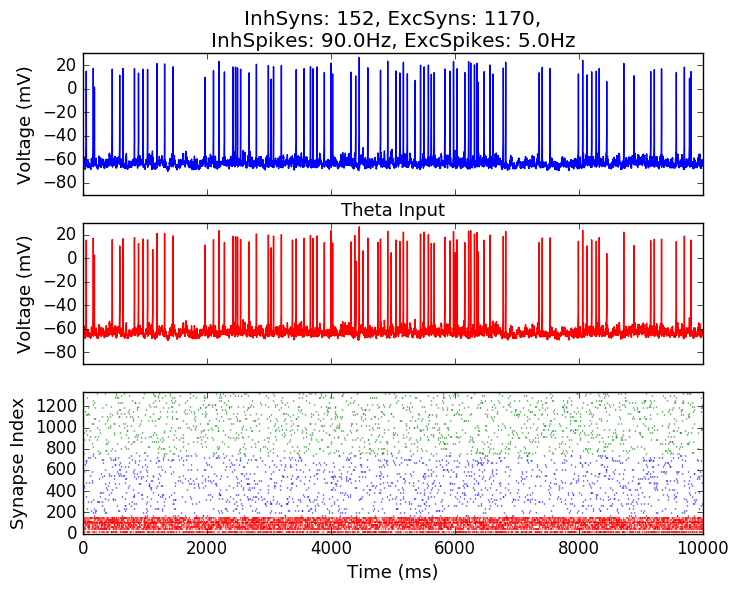 InhSyns: 152, ExcSyns: 1170,
InhSpikes: 90.0Hz, ExcSpikes: 5.0Hz
Voltage (mV)
20
0
−20
−40
−60
−80
Theta Input
Voltage (mV)
20
0
−20
−40
−60
−80
Synapse Index
1200
1000
800
600
400
200
0
0 2000 4000 6000 8000 10000
Time (ms)